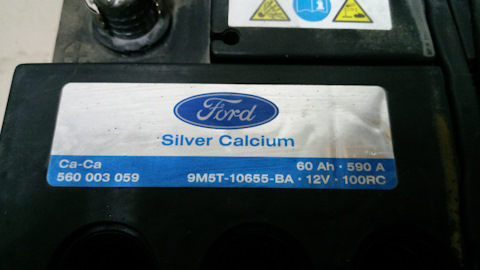 Ford
Silver Calcium
Ca-Ca 60 Ah · 590 A
560 003 059 9M5T-10655-BA · 12V · 100RC